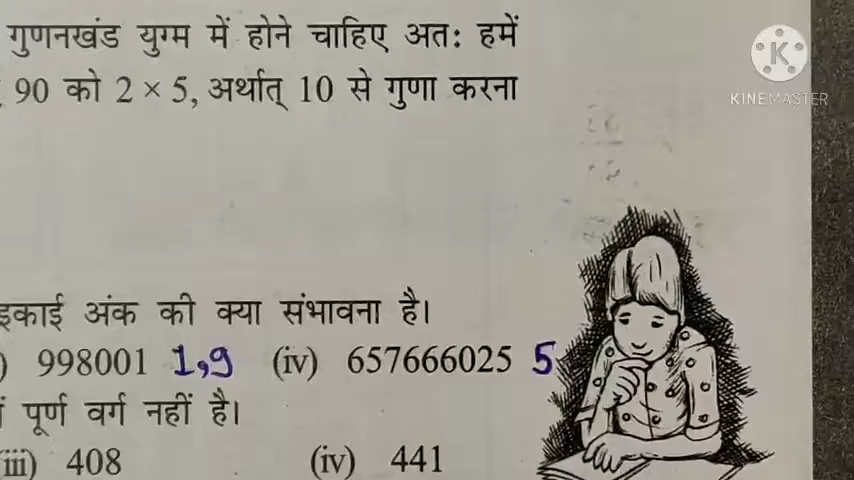 गुणनखंड युग्म में होने चाहिए अतः हमें
90 को 2 × 5, अर्थात् 10 से गुणा करना
K
KINEMASTER
इकाई अंक की क्या संभावना है।
) 998001 1,9 (iv) 657666025 5
पूर्ण वर्ग नहीं है।
(iii) 408 (iv) 441